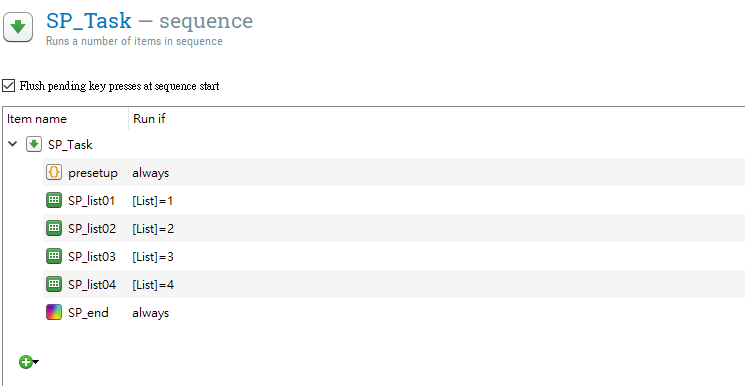 SP_Task — sequence
Runs a number of items in sequence
Flush pending key presses at sequence start
Item name Run if
SP_Task
presetup always
SP_list01 [List]=1
SP_list02 [List]=2
SP_list03 [List]=3
SP_list04 [List]=4
SP_end always